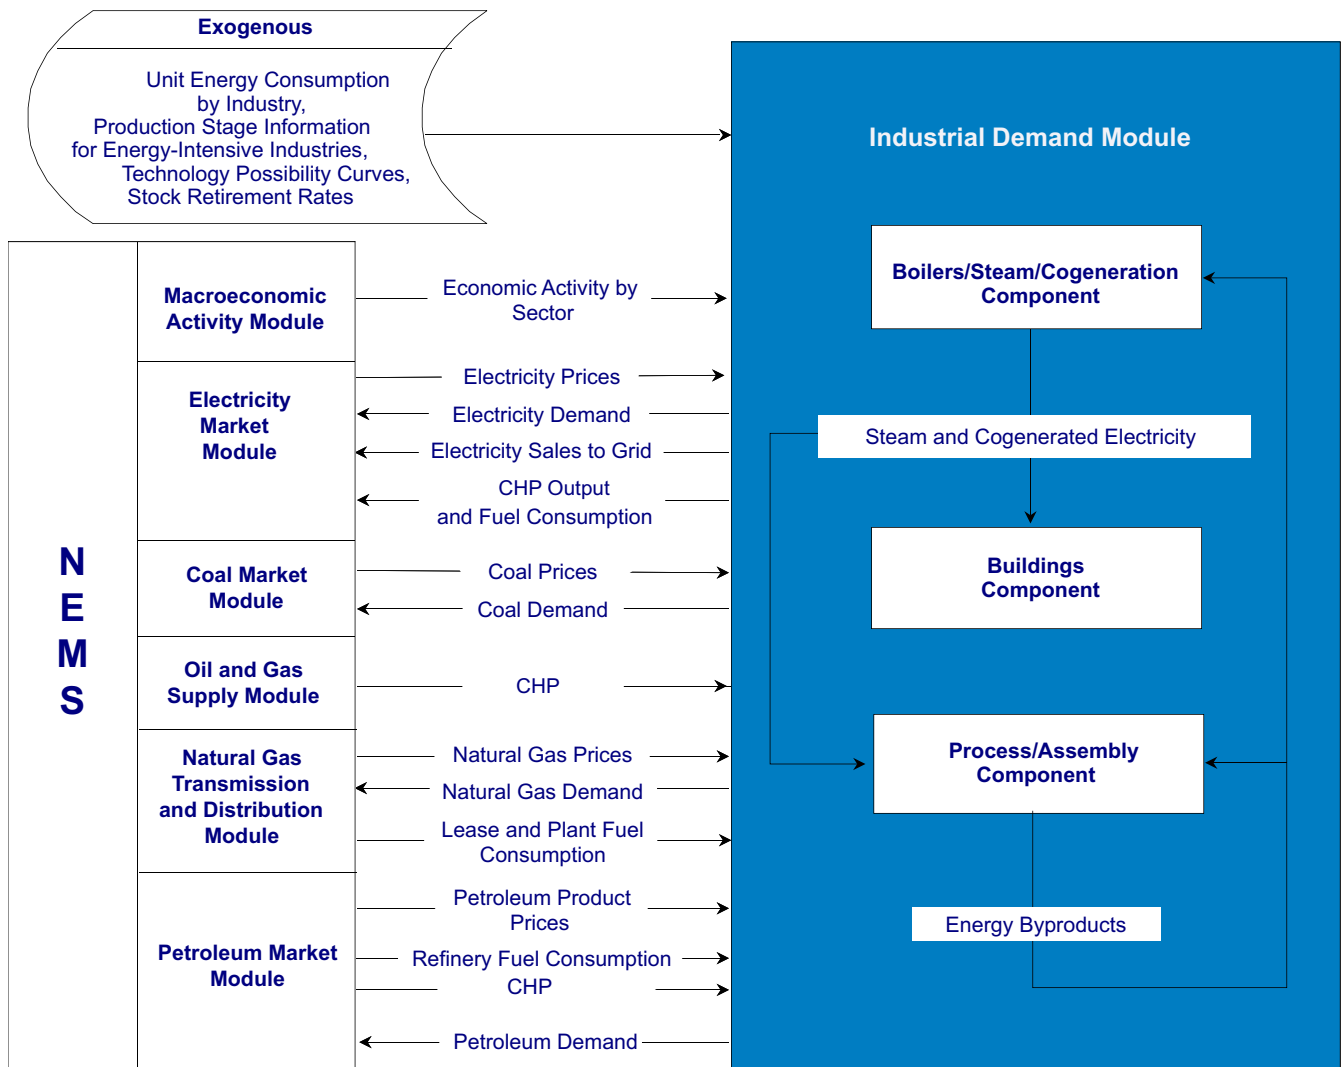 Exogenous
Unit Energy Consumption
by Industry,
Production Stage Information
for Energy-Intensive Industries,
Technology Possibility Curves,
Stock Retirement Rates
N
E
M
S
Macroeconomic
Activity Module
Electricity
Market
Module
Coal Market
Module
Oil and Gas
Supply Module
Natural Gas
Transmission
and Distribution
Module
Petroleum Market
Module
Economic Activity by
Sector
Electricity Prices
Electricity Demand
Electricity Sales to Grid
CHP Output
and Fuel Consumption
Coal Prices
Coal Demand
CHP
Natural Gas Prices
Natural Gas Demand
Lease and Plant Fuel
Consumption
Petroleum Product
Prices
Refinery Fuel Consumption
CHP
Petroleum Demand
Industrial Demand Module
Boilers/Steam/Cogeneration
Component
Steam and Cogenerated Electricity
Buildings
Component
Process/Assembly
Component
Energy Byproducts